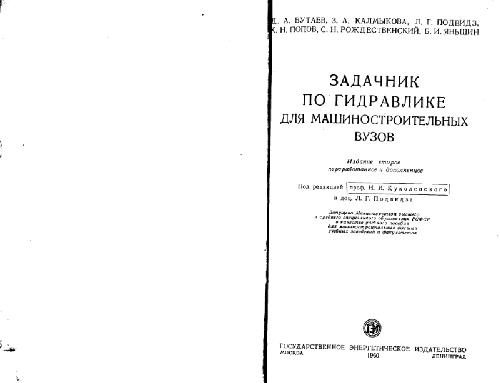 Д. А. БУТАЕВ, З. А. КАЛМЫКОВА, Л. Г. ПОДВИДЗ,
К. Н. ПОПОВ, С. Н. РОЖДЕСТВЕНСКИЙ, Б. И. ЯНЬШИН
ЗАДАЧНИК
ПО ГИДРАВЛИКЕ
ДЛЯ МАШИНОСТРОИТЕЛЬНЫХ
ВУЗОВ
Издание второе
переработанное и дополненное
Под редакцией проф. И. И. Куколевского
и доц. Л. Г. Подвидза
Допущено Министерством высшего
и среднего специального образования РСФСР
в качестве учебного пособия
для машиностроительных высших
учебных заведений и факультетов
ГОСУДАРСТВЕННОЕ ЭНЕРГЕТИЧЕСКОЕ ИЗДАТЕЛЬСТВО
МОСКВА 1960 ЛЕНИНГРАД